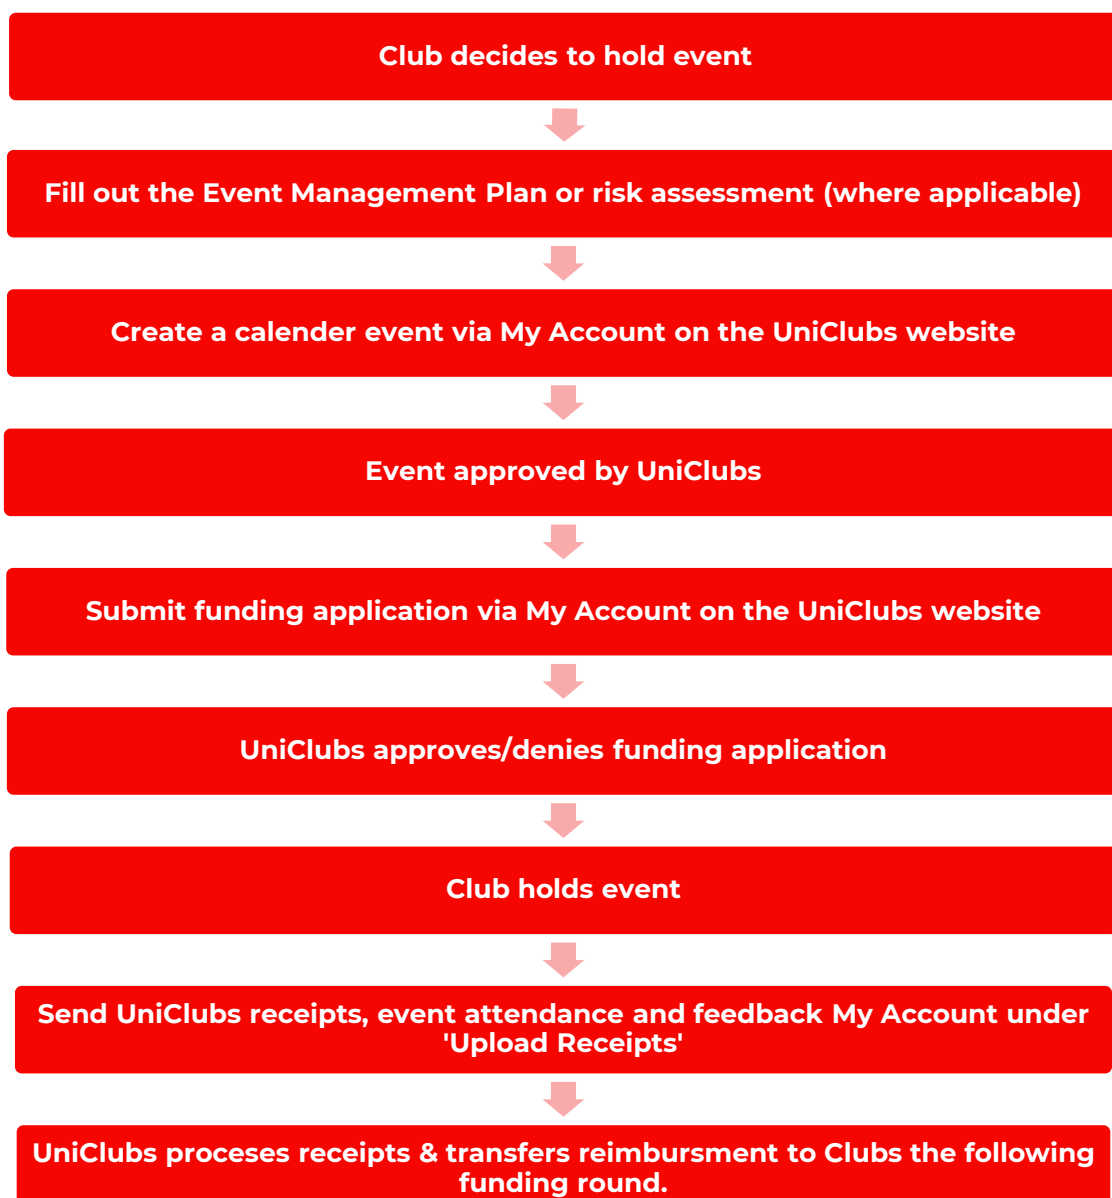 Club decides to hold event
Fill out the Event Management Plan or risk assessment (where applicable)
Create a calender event via My Account on the UniClubs website
Event approved by UniClubs
Submit funding application via My Account on the UniClubs website
UniClubs approves/denies funding application
Club holds event
Send UniClubs receipts, event attendance and feedback My Account under
'Upload Receipts'
UniClubs proceses receipts & transfers reimbursment to Clubs the following
funding round.